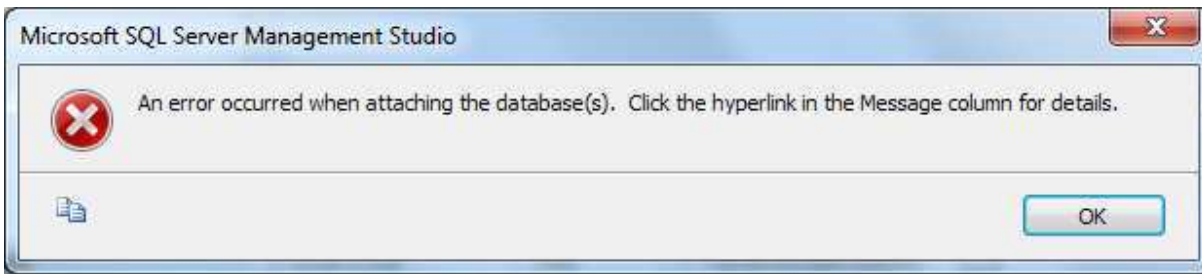 Microsoft SQL Server Management Studio
An error occurred when attaching the database(s). Click the hyperlink in the Message column for details.
OK